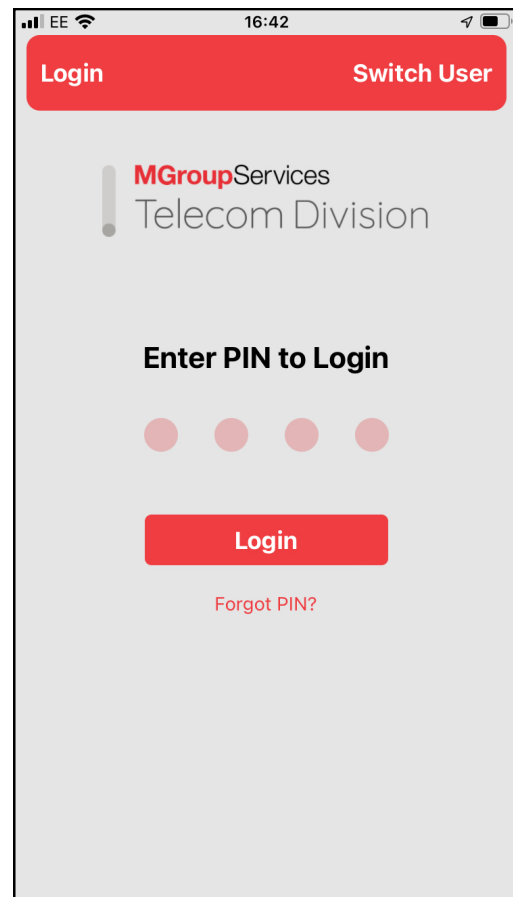 EE 16:42
Login Switch User
MGroupServices
Telecom Division
Enter PIN to Login
Login
Forgot PIN?